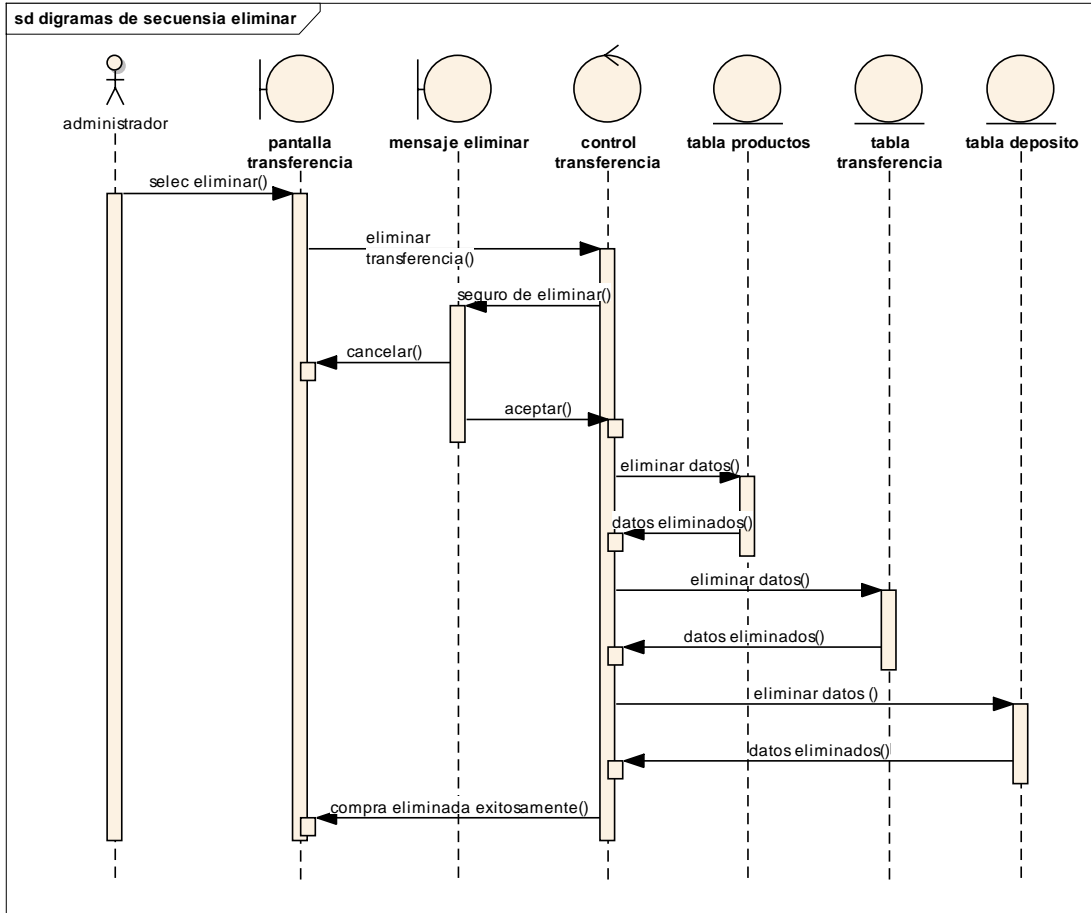 sd digramas de secuensia eliminar
administrador
pantalla
transferencia
mensaje eliminar
control
transferencia
tabla productos
tabla
transferencia
tabla deposito
selec eliminar()
eliminar
transferencia()
seguro de eliminar()
cancelar()
aceptar()
eliminar datos()
datos eliminados()
eliminar datos()
datos eliminados()
eliminar datos ()
datos eliminados()
compra eliminada exitosamente()